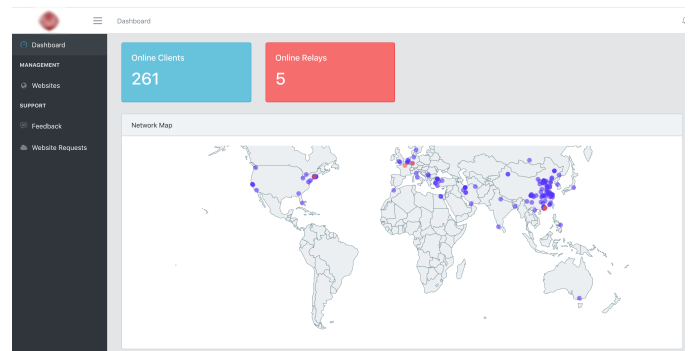 Dashboard
Dashboard
MANAGEMENT
Websites
SUPPORT
Feedback
Website Requests
Online Clients
261
Online Relays
5
Network Map